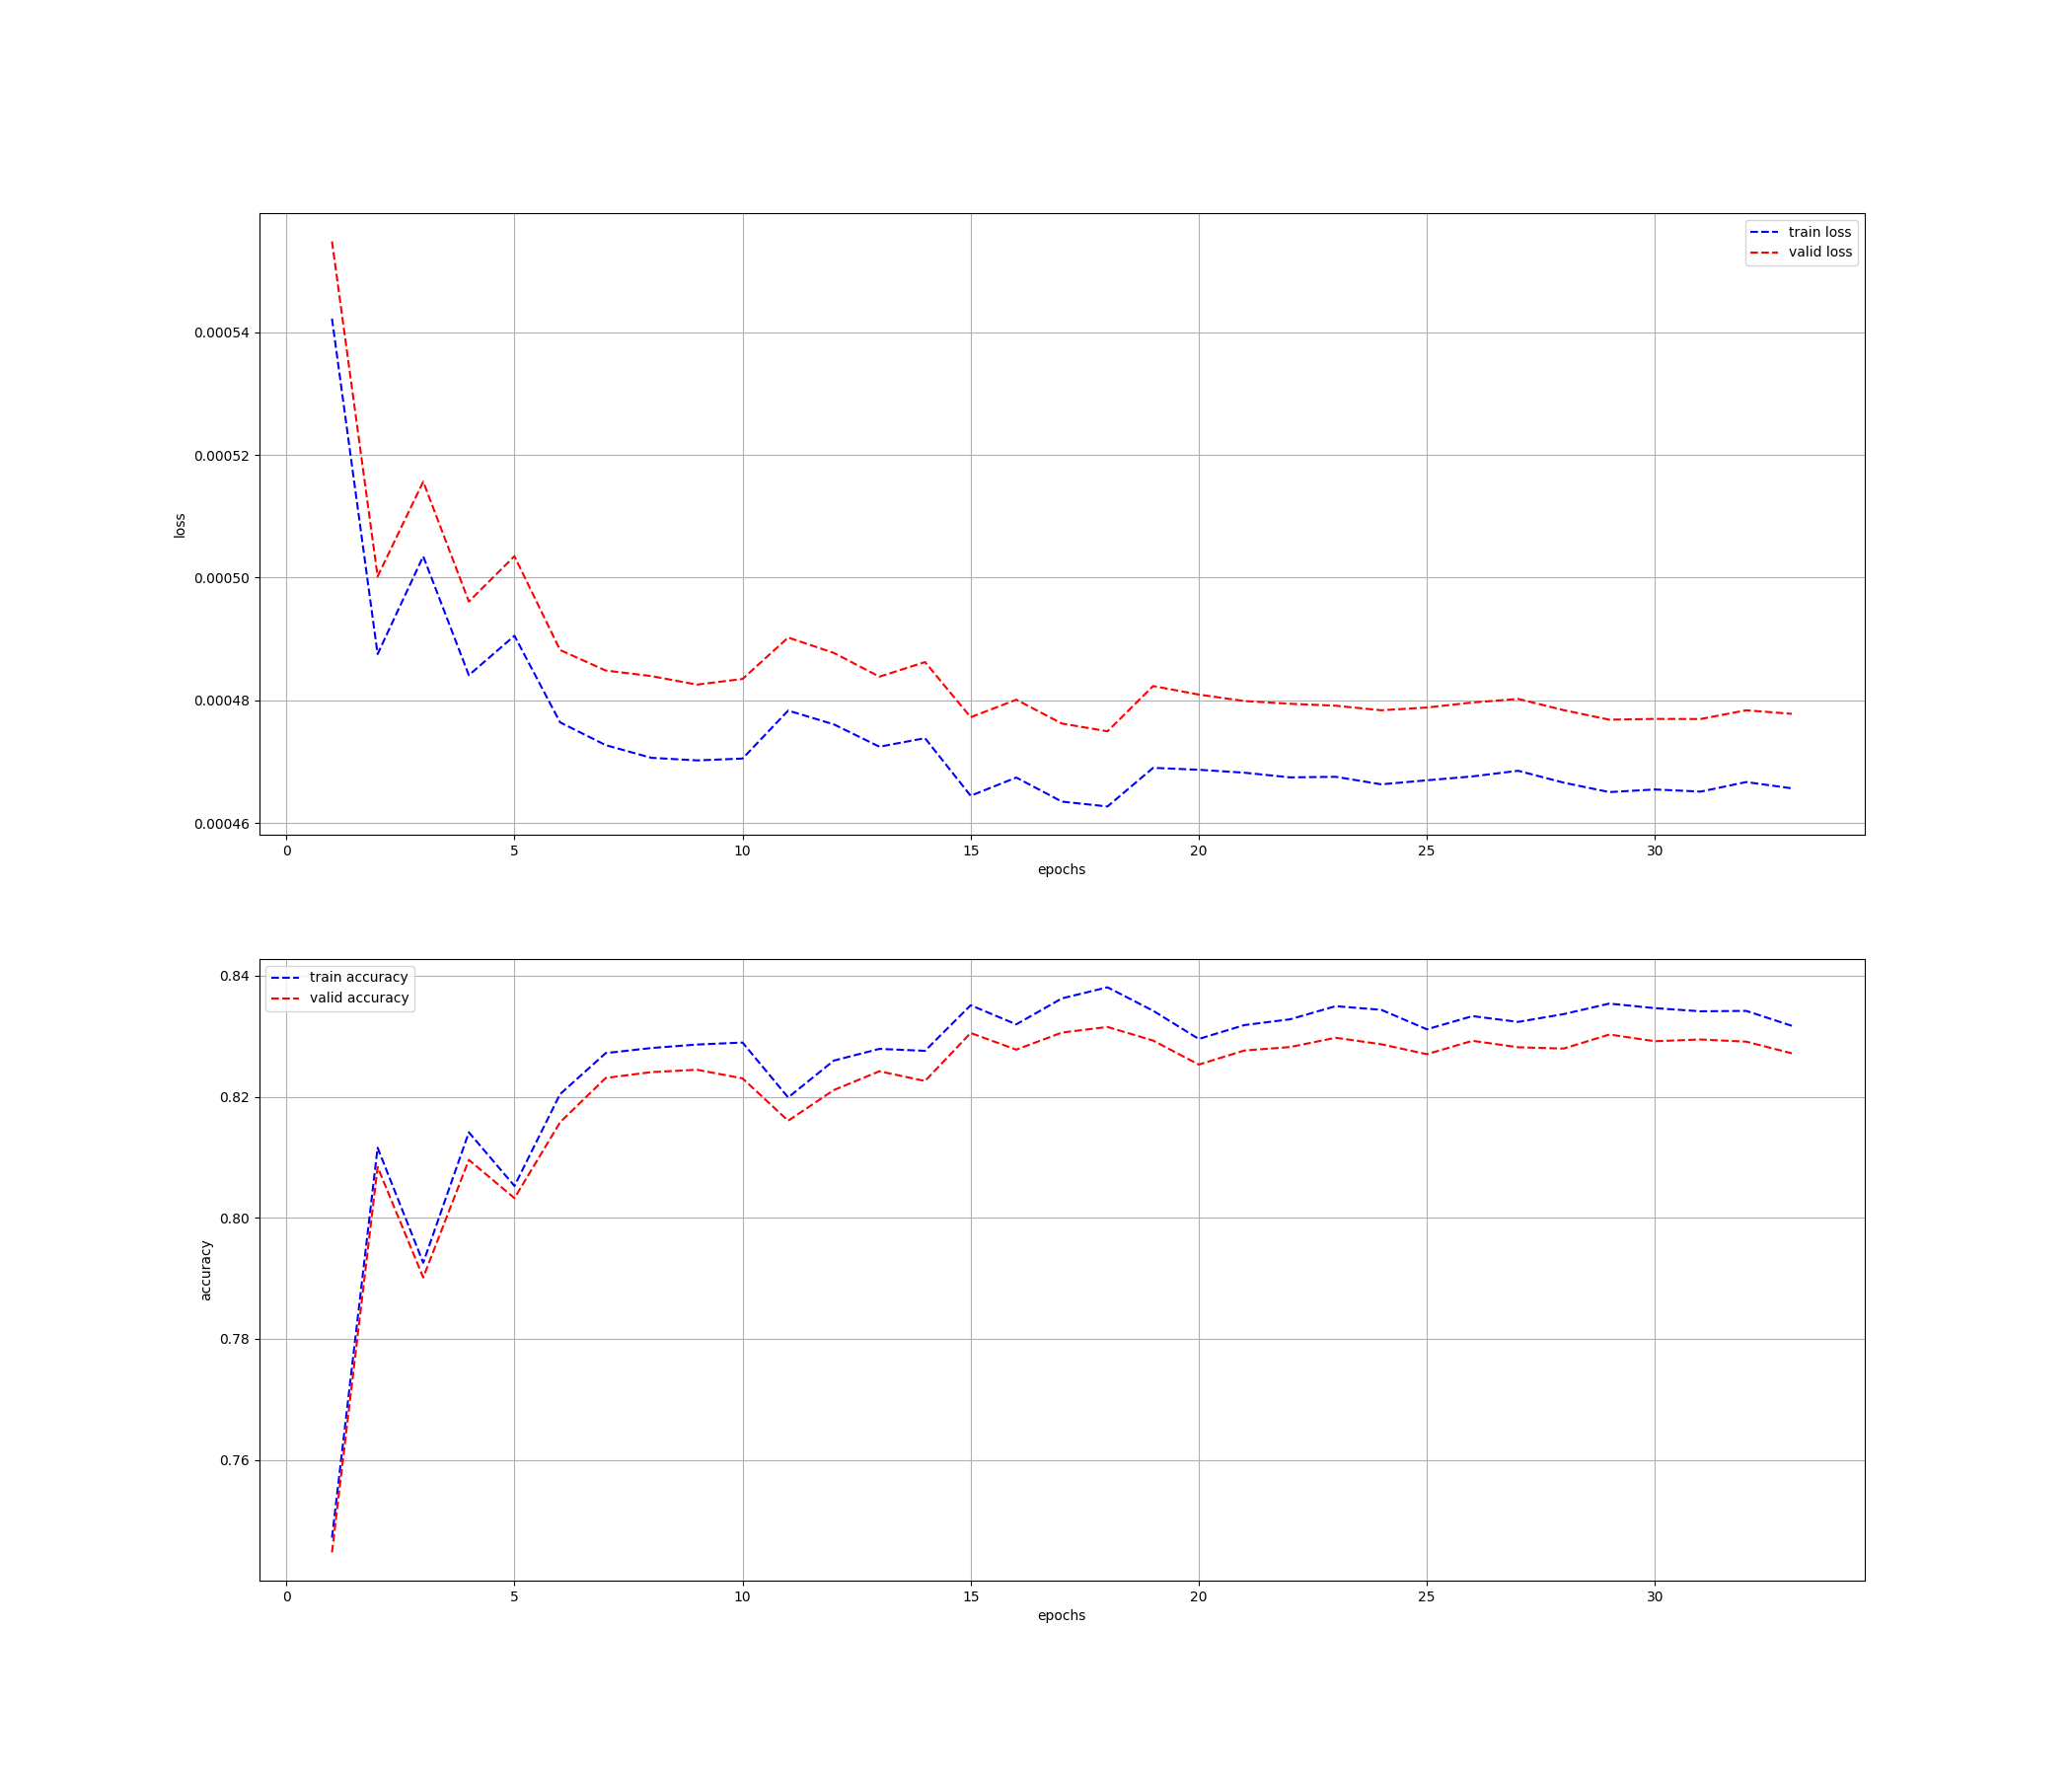 train loss
valid loss
0.00054
0.00052
0.00050
0.00048
0.00046
loss
0 5 10 15 20 25 30
epochs
train accuracy
valid accuracy
0.84
0.82
0.80
0.78
0.76
accuracy
0 5 10 15 20 25 30
epochs